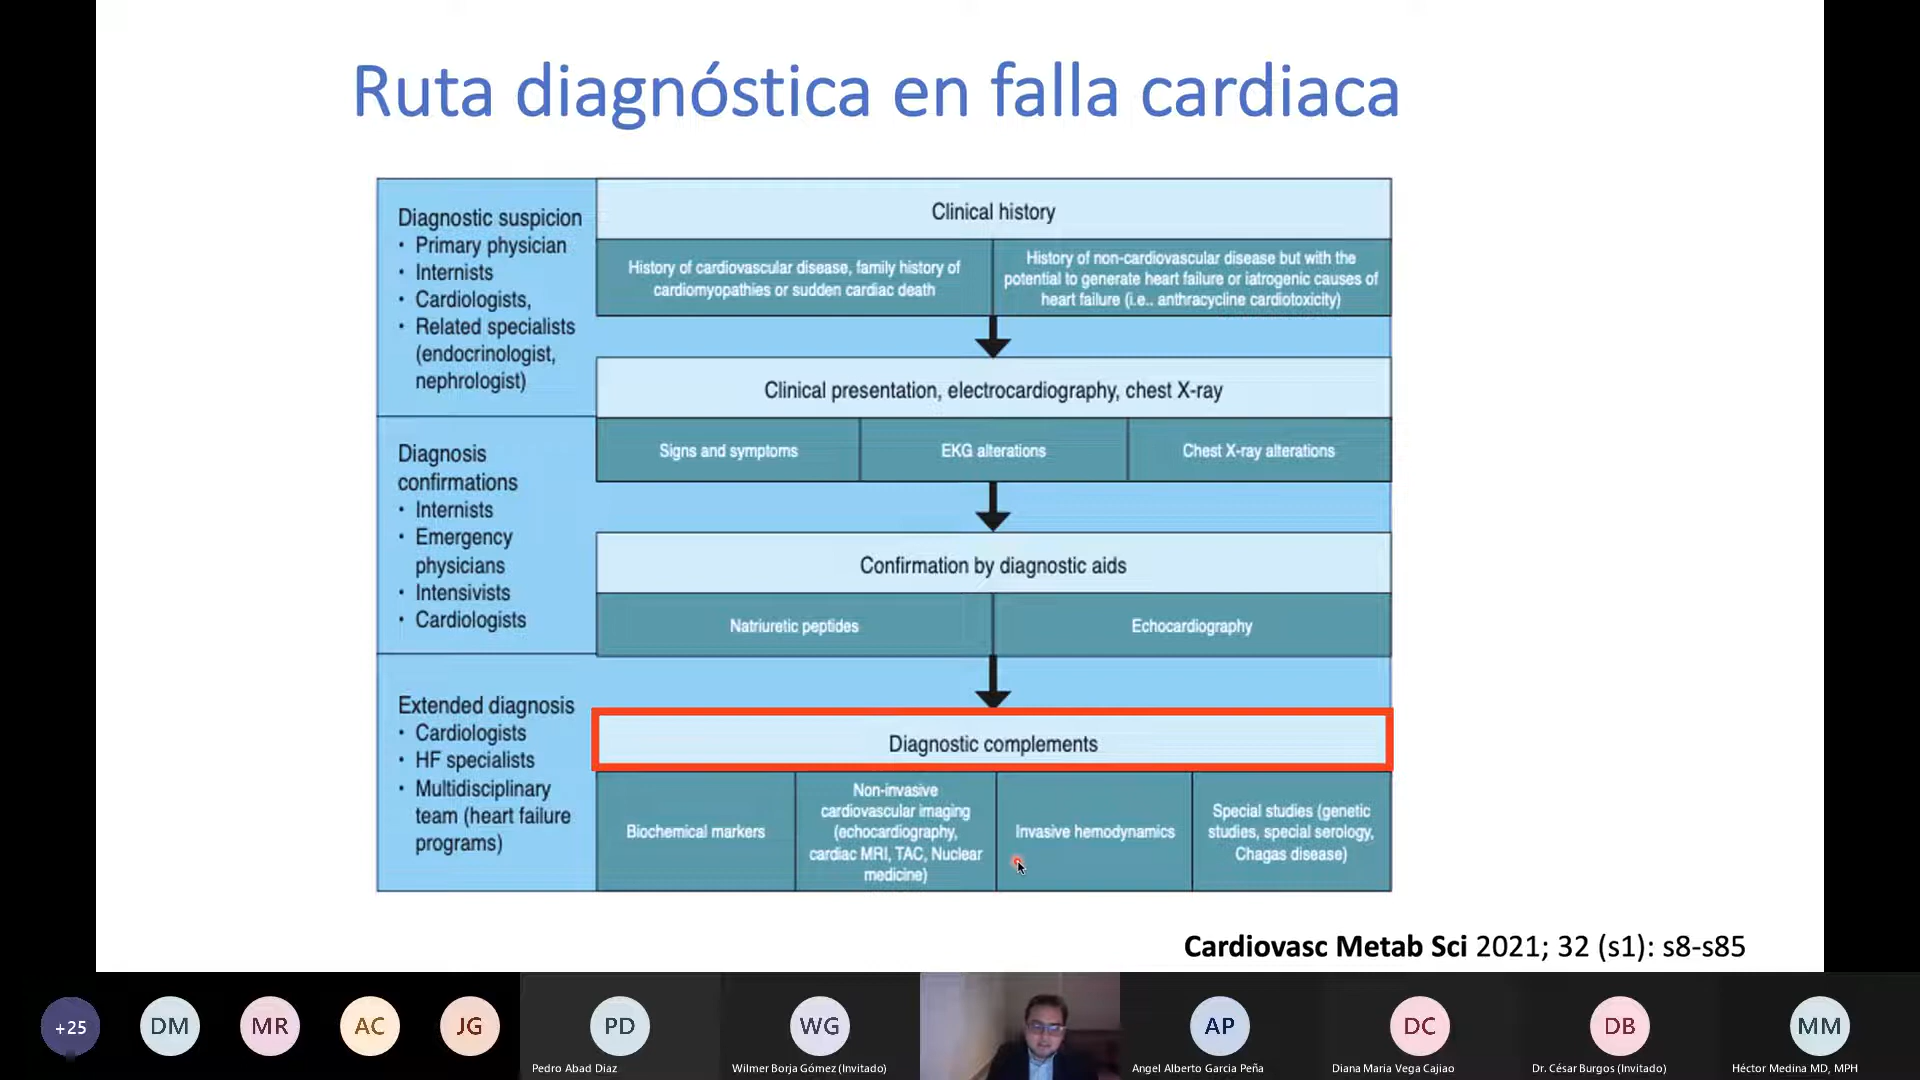 Ruta diagnóstica en falla cardiaca
Diagnostic suspicion
• Primary physician
• Internists
• Cardiologists,
• Related specialists
(endocrinologist,
nephrologist)
Clinical history
History of cardiovascular disease, family history of
cardiomyopathies or sudden cardiac death
History of non-cardiovascular disease but with the
potential to generate heart failure or iatrogenic causes of
heart failure (i.e.. anthracycline cardiotoxicity)
Clinical presentation, electrocardiography, chest X-ray
Signs and symptoms
EKG alterations
Chest X-ray alterations
Diagnosis
confirmations
• Internists
• Emergency
physicians
• Intensivists
• Cardiologists
Confirmation by diagnostic aids
Natriuretic peptides
Echocardiography
Extended diagnosis
• Cardiologists
• HF specialists
• Multidisciplinary
team (heart failure
programs)
Diagnostic complements
Biochemical markers
Non-invasive
cardiovascular imaging
(echocardiography,
cardiac MRI, TAC, Nuclear
medicine)
Invasive hemodynamics
Special studies (genetic
studies, special serology,
Chagas disease)
Cardiovasc Metab Sci 2021; 32 (s1): s8-s85
+25
DM
MR
AC
JG
PD
Pedro Abad Diaz
WG
Wilmer Borja Gómez (Invitado)
AP
Angel Alberto Garcia Peña
DC
Diana Maria Vega Cajiao
DB
Dr. César Burgos (Invitado)
MM
Héctor Medina MD, MPH